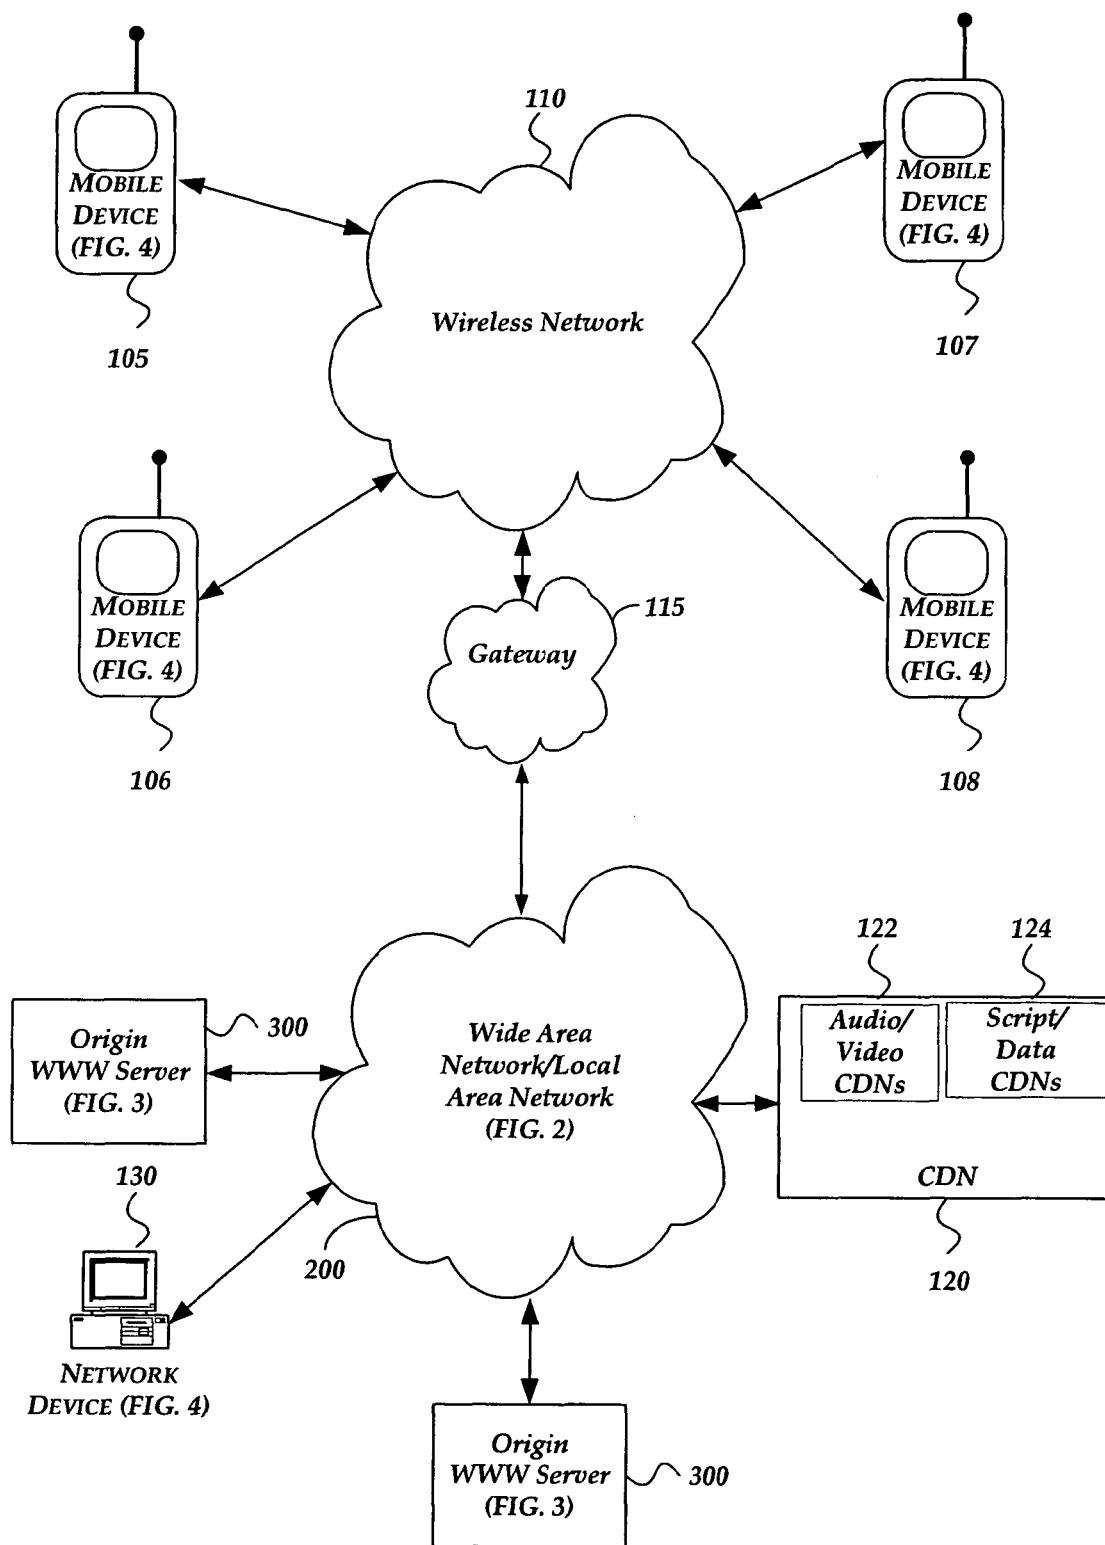 110
MOBILE
DEVICE
(FIG. 4)
105
MOBILE
DEVICE
(FIG. 4)
107
Wireless Network
MOBILE
DEVICE
(FIG. 4)
106
MOBILE
DEVICE
(FIG. 4)
108
115
Gateway
122
124
300
Origin
WWW Server
(FIG. 3)
Wide Area
Network/Local
Area Network
(FIG. 2)
Audio/
Video
CDNs
Script/
Data
CDNs
CDN
120
130
200
NETWORK
DEVICE (FIG. 4)
Origin
WWW Server
(FIG. 3)
300